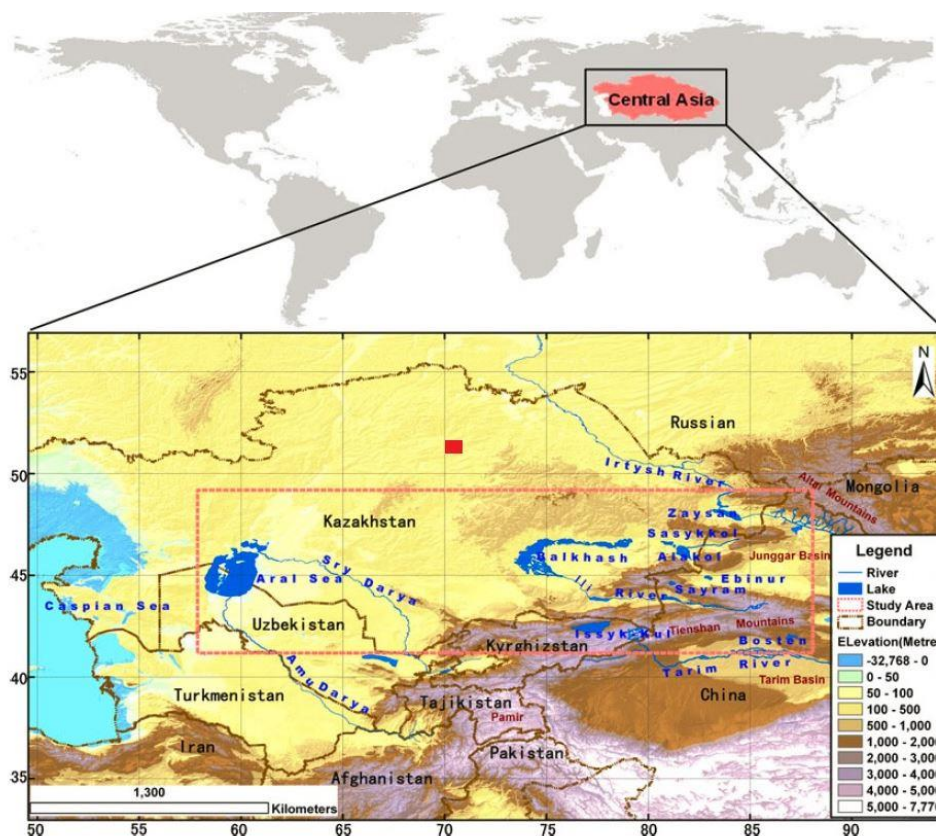 Central Asia
55
50
45
40
35
50
55
60
65
70
75
80
85
90
N
Russian
Irtysh River
Altai Mountains
Mongolia
Zaysan
Kazakhstan
Sasykkol
Balkhash
Alakol
Junggar Basin
Aral Sea
Sry Darya
Ebinur
Ili River
Sayram
Caspian Sea
Uzbekistan
Issyk Kul
Tienshan Mountains
Kyrghizstan
Bosten
Tarim River
Amu Darya
Turkmenistan
Tajikistan
China
Tarim Basin
Pamir
Iran
Pakistan
Afghanistan
1,300
Kilometers
Legend
River
Lake
Study Area
Boundary
ELevation(Metre
-32,768 - 0
0 - 50
50 - 100
100 - 500
500 - 1,000
1,000 - 2,000
2,000 - 3,000
3,000 - 4,000
4,000 - 5,000
5,000 - 7,770